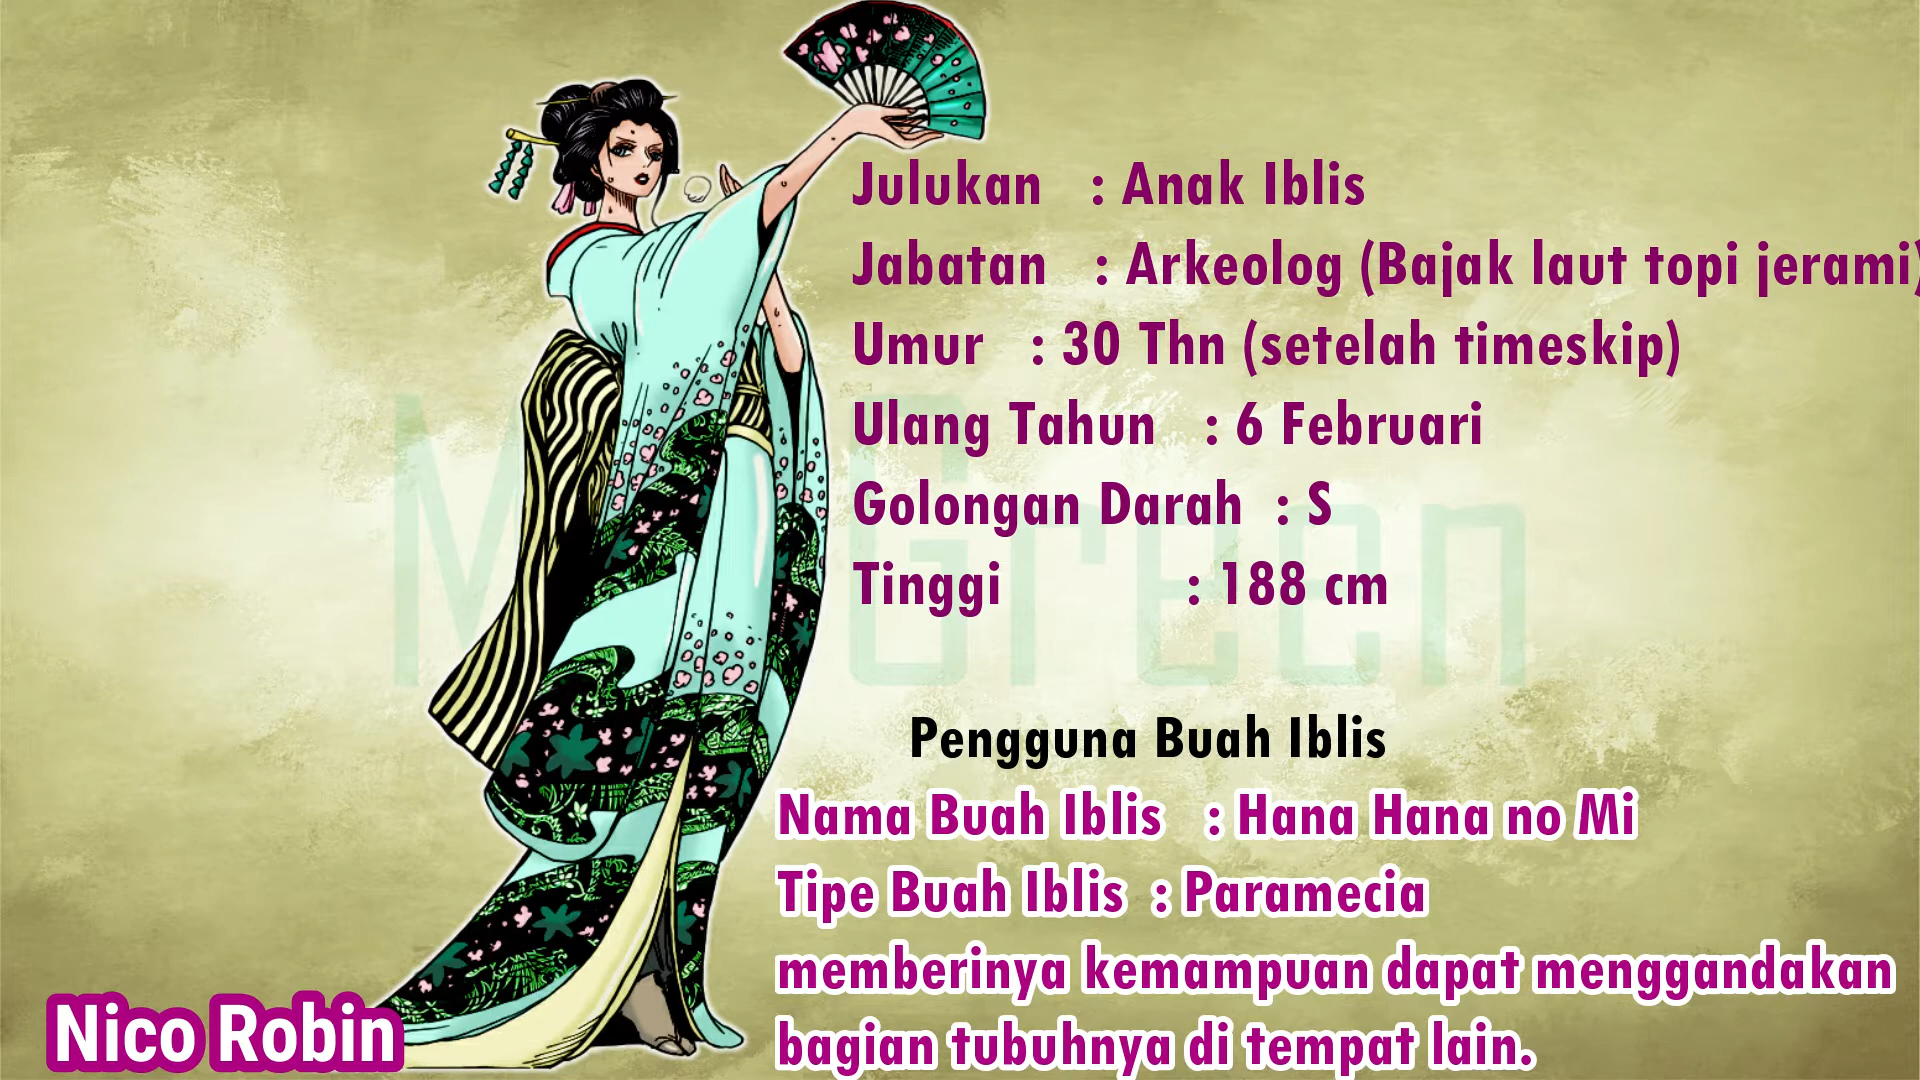 Julukan : Anak Iblis
Jabatan : Arkeolog (Bajak laut topi jerami)
Umur : 30 Thn (setelah timeskip)
Ulang Tahun : 6 Februari
Golongan Darah : S
Tinggi : 188 cm
Pengguna Buah Iblis
Nama Buah Iblis : Hana Hana no Mi
Tipe Buah Iblis : Paramecia
memberinya kemampuan dapat menggandakan
bagian tubuhnya di tempat lain.
Nico Robin